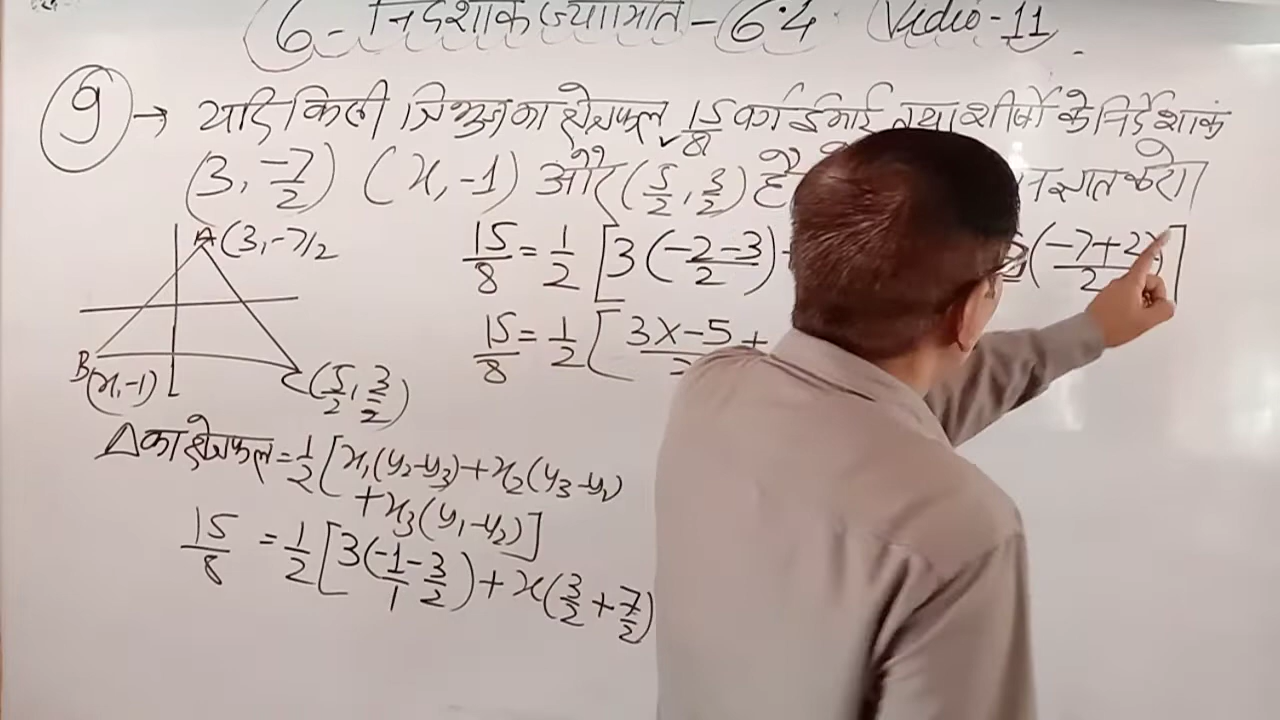 6 - निर्देशांक ज्यामिति - 6.4 Video - 11
9 → यदि किसी त्रिभुज का क्षेत्रफल 15/8 वर्ग इकाई तथा शीर्षों के निर्देशांक
(3, -7/2) (x, -1) और (5/2, 3/2) है ज्ञात करो
A(3, -7/2
B(x, -1)
C(5/2, 3/2)
15/8 = 1/2 [3(-2-3/2) (-7+2/2)]
15/8 = 1/2 [3x-5 +
Δ का क्षेत्रफल = 1/2 [x₁(y₂-y₃)+x₂(y₃-y₁)
+x₃(y₁-y₂)]
15/8 = 1/2 [3(-1/1 - 3/2) + x(3/2 + 7/2)